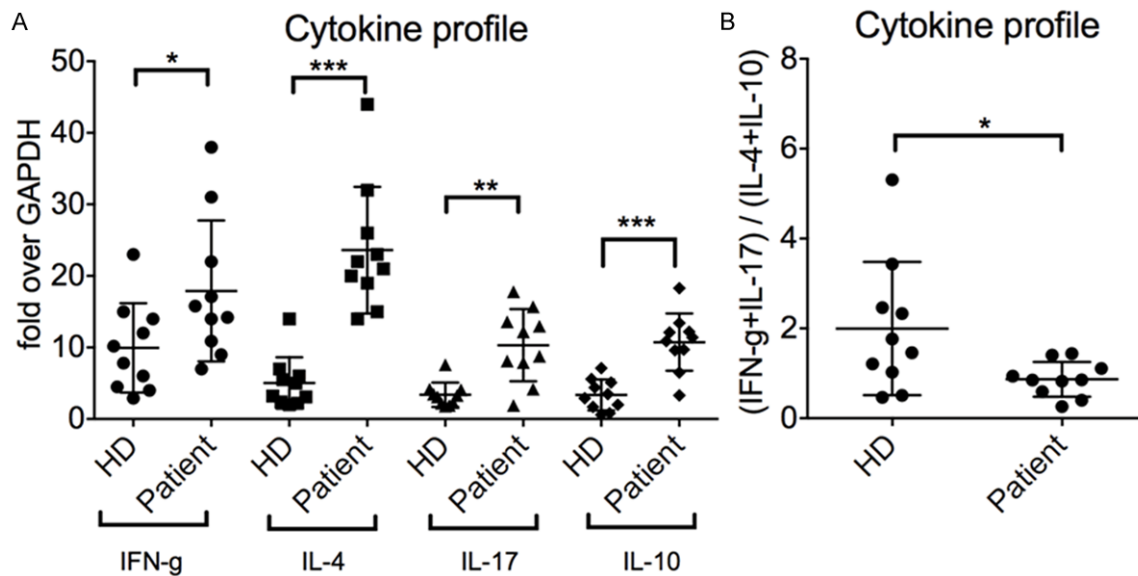 A
Cytokine profile
fold over GAPDH
50
40
30
20
10
0
*
***
**
***
HD
Patient
HD
Patient
HD
Patient
HD
Patient
IFN-g
IL-4
IL-17
IL-10
B
Cytokine profile
(IFN-g+IL-17) / (IL-4+IL-10)
8
6
4
2
0
*
HD
Patient